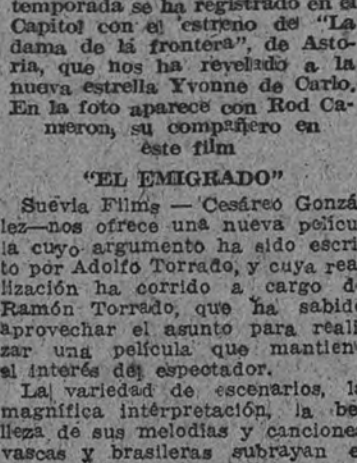 temporada se ha registrado en el
Capitol con el estreno de "La
dama de la frontera", de Asto-
ria, que nos ha revelado a la
nueva estrella Yvonne de Carlo.
En la foto aparece con Rod Ca-
meron, su compañero en
este film
"EL EMIGRADO"
Suevia Films — Cesáreo Gonzá
lez—nos ofrece una nueva pelícu
la cuyo argumento ha sido escri
to por Adolfo Torrado, y cuya rea
lización ha corrido a cargo d
Ramón Torrado, que ha sabid
aprovechar el asunto para reali
zar una película que mantien
el interés del espectador.
La variedad de escenarios, l
magnífica interpretación, la be
lleza de sus melodías y cancione
vascas y brasileras subrayan e